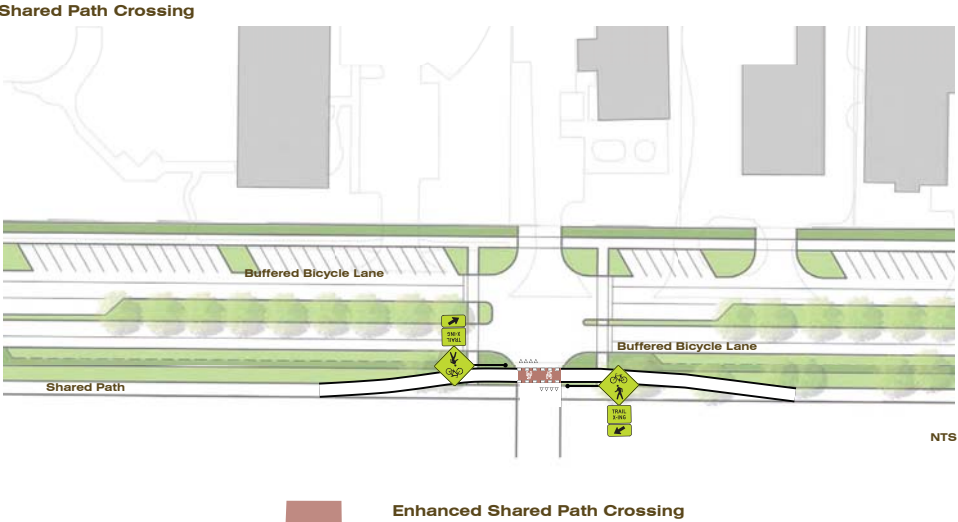 Shared Path Crossing
Buffered Bicycle Lane
TRAIL
X-ING
Buffered Bicycle Lane
Shared Path
TRAIL
X-ING
NTS
Enhanced Shared Path Crossing